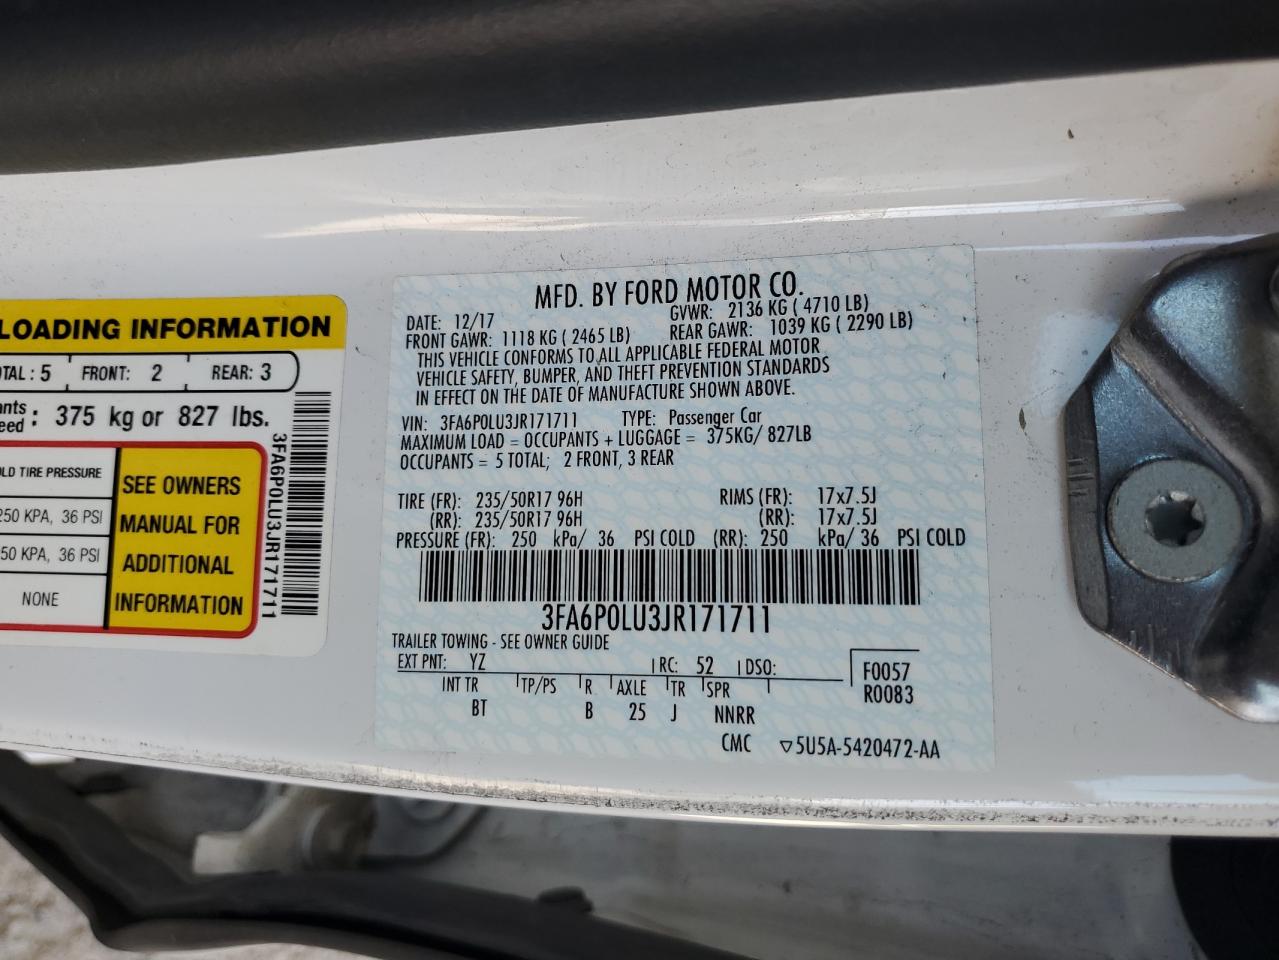 LOADING INFORMATION
TAL : 5 FRONT: 2 REAR: 3
ants
eed : 375 kg or 827 lbs.
OLD TIRE PRESSURE
250 KPA, 36 PSI
50 KPA, 36 PSI
NONE
SEE OWNERS
MANUAL FOR
ADDITIONAL
INFORMATION
3FA6P0LU3JR171711
MFD. BY FORD MOTOR CO.
DATE: 12/17 GVWR: 2136 KG ( 4710 LB)
FRONT GAWR: 1118 KG ( 2465 LB) REAR GAWR: 1039 KG ( 2290 LB)
THIS VEHICLE CONFORMS TO ALL APPLICABLE FEDERAL MOTOR
VEHICLE SAFETY, BUMPER, AND THEFT PREVENTION STANDARDS
IN EFFECT ON THE DATE OF MANUFACTURE SHOWN ABOVE.
VIN: 3FA6P0LU3JR171711 TYPE: Passenger Car
MAXIMUM LOAD = OCCUPANTS + LUGGAGE = 375KG/ 827LB
OCCUPANTS = 5 TOTAL; 2 FRONT, 3 REAR
TIRE (FR): 235/50R17 96H RIMS (FR): 17x7.5J
(RR): 235/50R17 96H (RR): 17x7.5J
PRESSURE (FR): 250 kPa/ 36 PSI COLD (RR): 250 kPa/ 36 PSI COLD
3FA6P0LU3JR171711
TRAILER TOWING - SEE OWNER GUIDE
EXT PNT: YZ RC: 52 DSO: F0057
INT TR TP/PS R AXLE TR SPR R0083
BT B 25 J NNRR
CMC ▽5U5A-5420472-AA